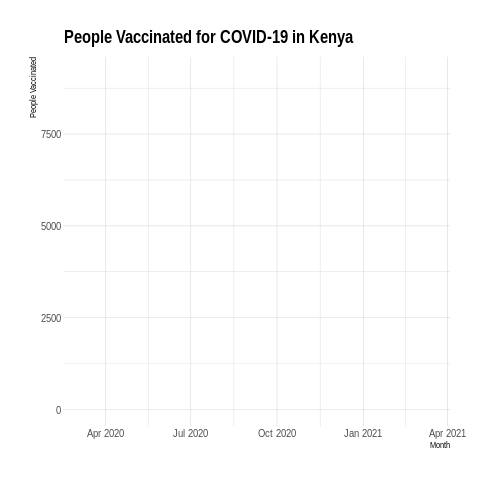 People Vaccinated for COVID-19 in Kenya
People Vaccinated
7500
5000
2500
0
Apr 2020 Jul 2020 Oct 2020 Jan 2021 Apr 2021
Month